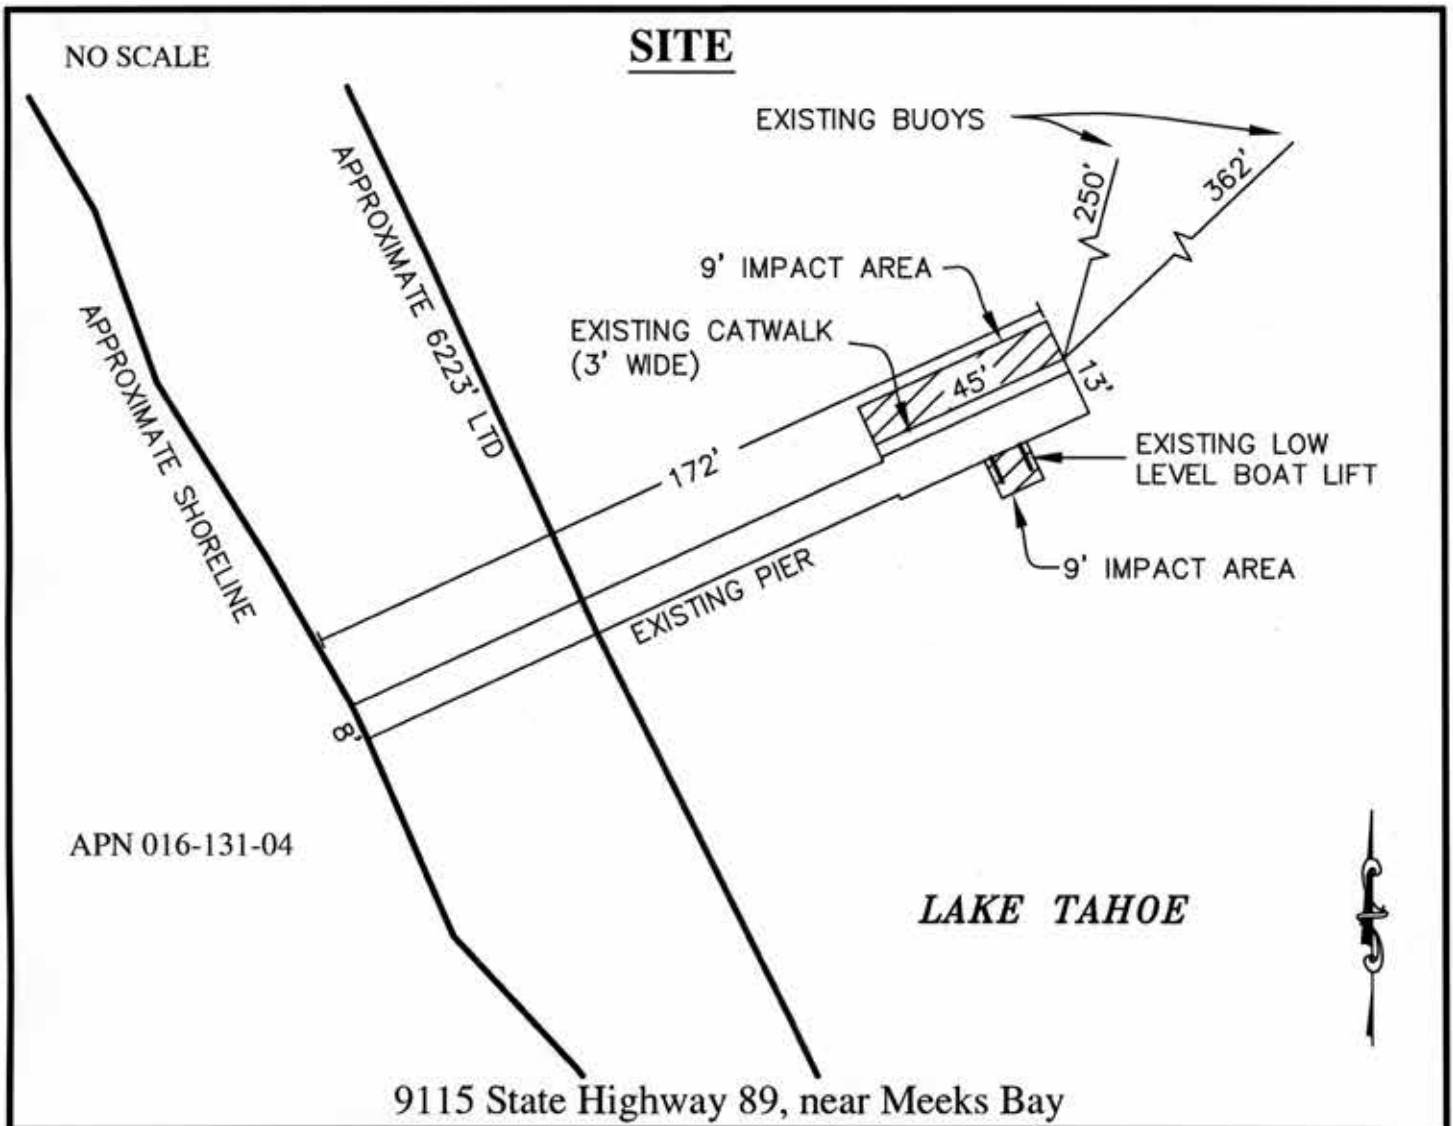 NO SCALE
SITE
EXISTING BUOYS
250'
362'
9' IMPACT AREA
EXISTING CATWALK
(3' WIDE)
45'
13'
APPROXIMATE 6223' LTD
APPROXIMATE SHORELINE
172'
EXISTING LOW
LEVEL BOAT LIFT
9' IMPACT AREA
EXISTING PIER
8'
APN 016-131-04
LAKE TAHOE
9115 State Highway 89, near Meeks Bay